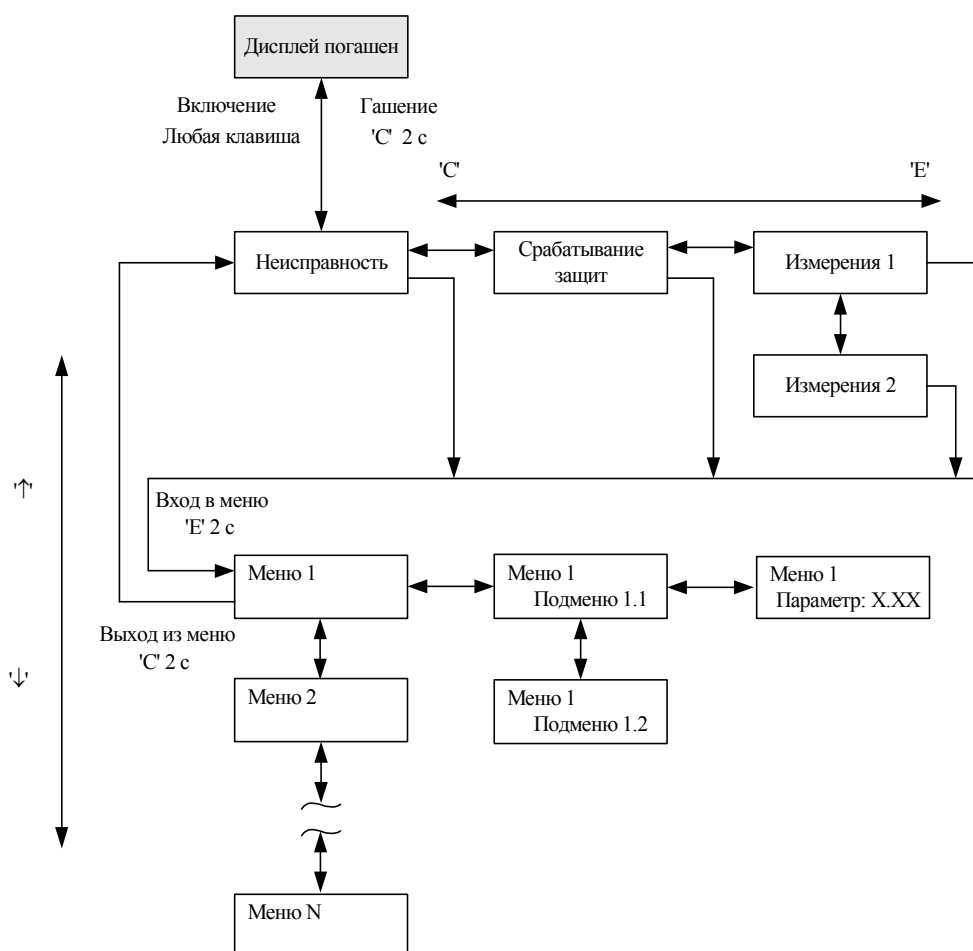 Дисплей погашен
Включение
Любая клавиша
Гашение
'C' 2 с
'C'
'E'
Неисправность
Срабатывание
защит
Измерения 1
Измерения 2
'↑'
Вход в меню
'E' 2 с
Меню 1
Меню 1
Подменю 1.1
Меню 1
Параметр: X.XX
Выход из меню
'C' 2 с
'↓'
Меню 2
Меню 1
Подменю 1.2
Меню N